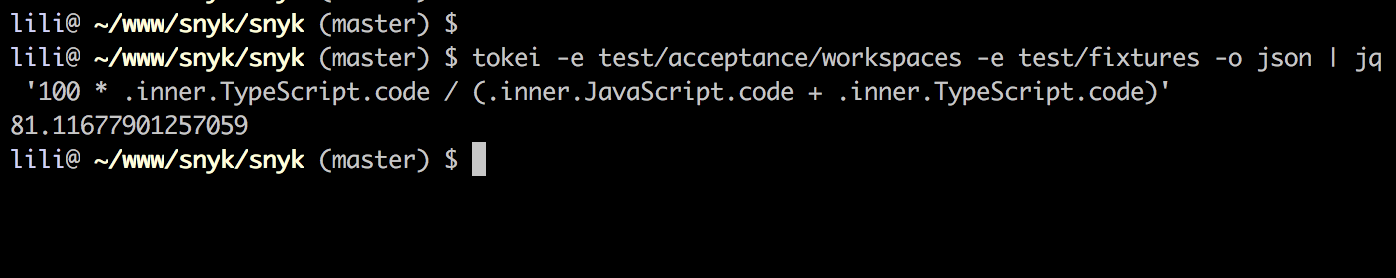 lili@ ~/www/snyk/snyk (master) $
lili@ ~/www/snyk/snyk (master) $ tokei -e test/acceptance/workspaces -e test/fixtures -o json | jq
'100 * .inner.TypeScript.code / (.inner.JavaScript.code + .inner.TypeScript.code)'
81.11677901257059
lili@ ~/www/snyk/snyk (master) $